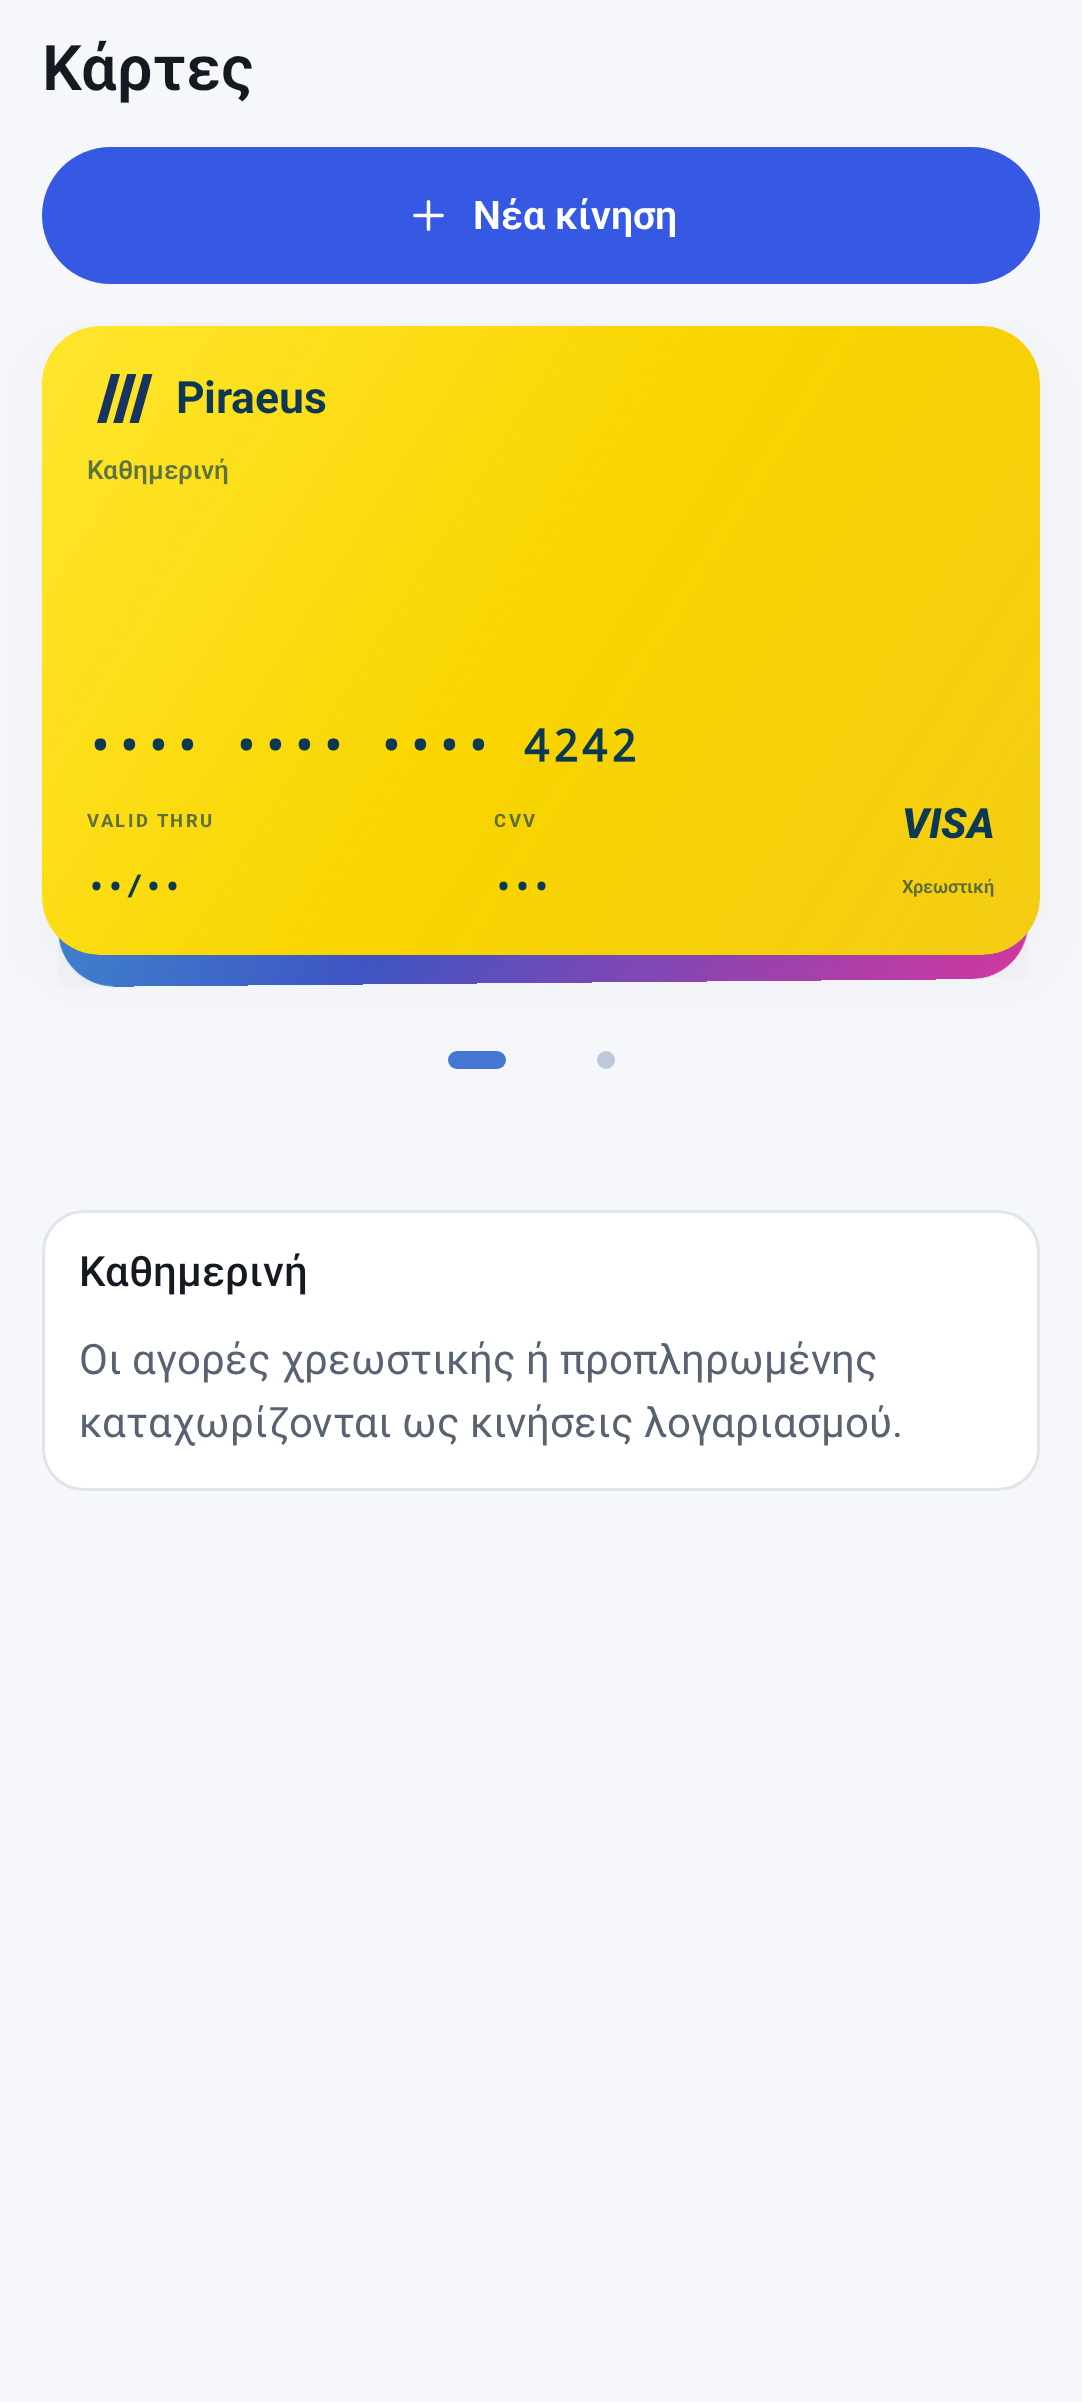 Κάρτες
+ Νέα κίνηση
Piraeus
Καθημερινή
•••• •••• •••• 4242
VALID THRU
CVV
VISA
••/••
•••
Χρεωστική
Καθημερινή
Οι αγορές χρεωστικής ή προπληρωμένης
καταχωρίζονται ως κινήσεις λογαριασμού.